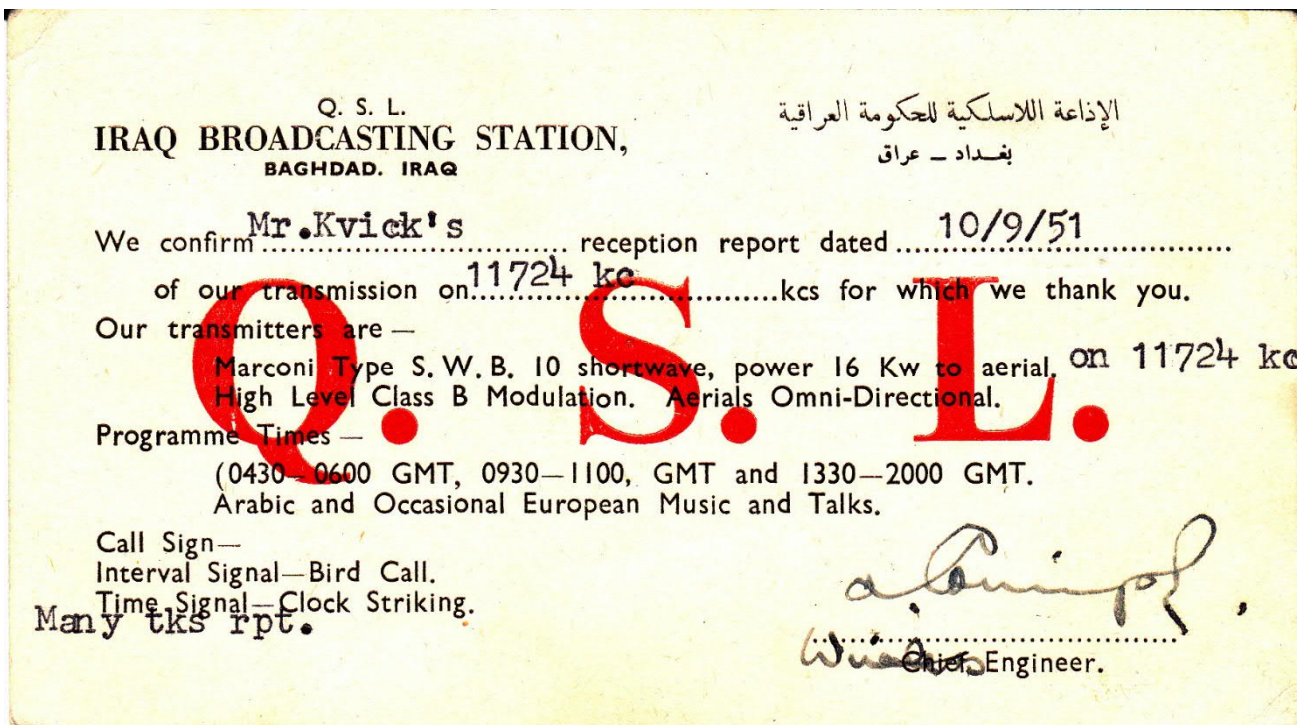 Q. S. L.
IRAQ BROADCASTING STATION,
BAGHDAD. IRAQ
الإذاعة اللاسلكية للحكومة العراقية
بغداد – عراق
We confirm Mr.Kvick's reception report dated 10/9/51
of our transmission on 11724 kc kcs for which we thank you.
Our transmitters are —
Marconi Type S. W. B. 10 shortwave, power 16 Kw to aerial. on 11724 kc
High Level Class B Modulation. Aerials Omni-Directional.
Programme Times —
(0430—0600 GMT, 0930—1100, GMT and 1330—2000 GMT.
Arabic and Occasional European Music and Talks.
Call Sign—
Interval Signal—Bird Call.
Time Signal—Clock Striking.
Many tks rpt.
Chief Engineer.
Q. S. L.